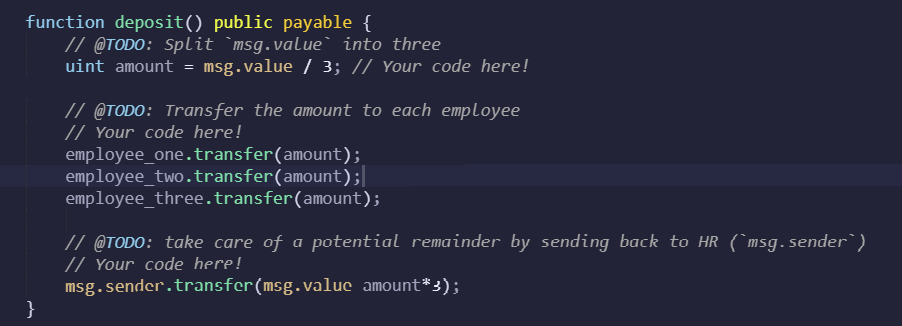 function deposit() public payable {
// @TODO: Split `msg.value` into three
uint amount = msg.value / 3; // Your code here!
// @TODO: Transfer the amount to each employee
// Your code here!
employee_one.transfer(amount);
employee_two.transfer(amount);
employee_three.transfer(amount);
// @TODO: take care of a potential remainder by sending back to HR (`msg.sender`)
// Your code here!
msg.sender.transfer(msg.value amount*3);
}